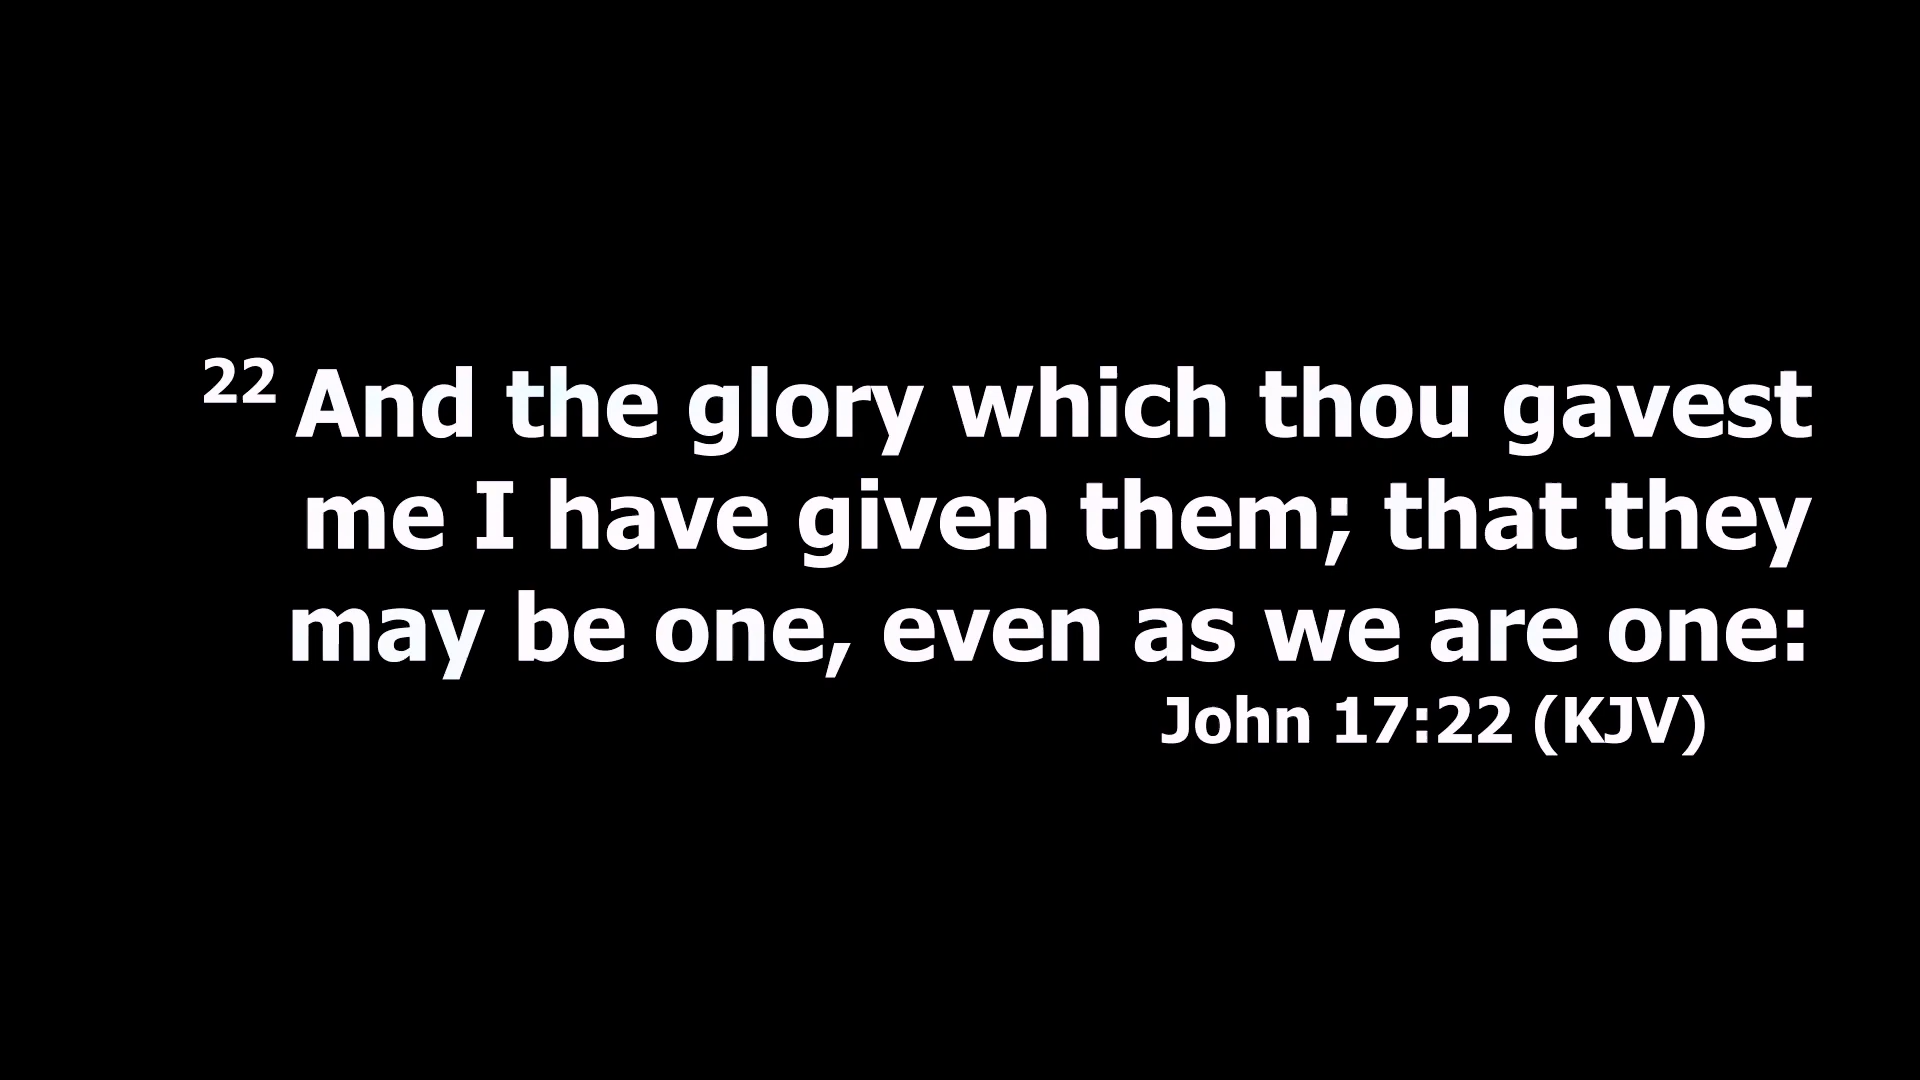 22 And the glory which thou gavest
me I have given them; that they
may be one, even as we are one:
John 17:22 (KJV)